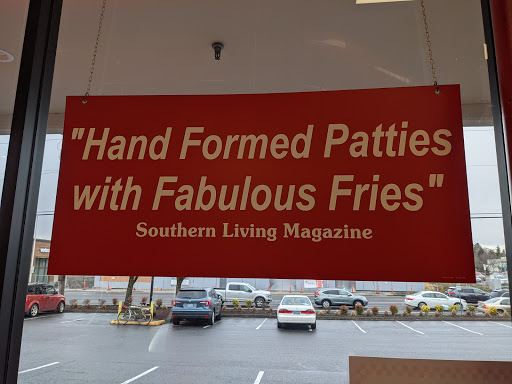 "Hand Formed Patties
with Fabulous Fries"
Southern Living Magazine